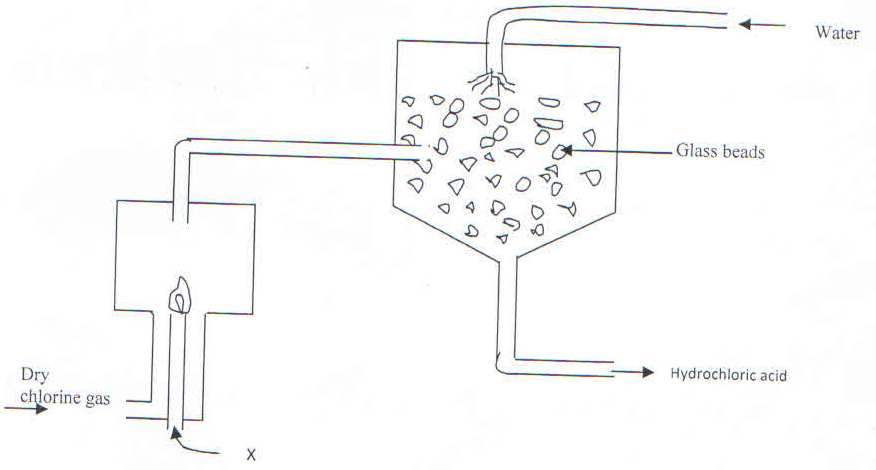 Water
Glass beads
Dry
chlorine gas
Hydrochloric acid
X